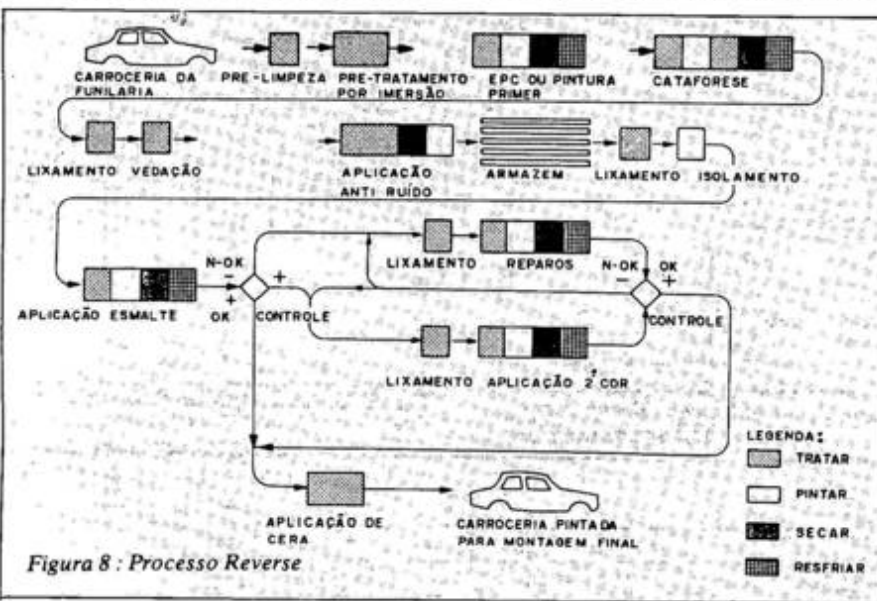 CARROCERIA DA
FUNILARIA
PRE-LIMPEZA
PRE-TRATAMENTO
POR IMERSÃO
EPC OU PINTURA
PRIMER
CATAFORESE
LIXAMENTO
VEDAÇÃO
APLICAÇÃO
ANTI RUÍDO
ARMAZEM
LIXAMENTO
ISOLAMENTO
LIXAMENTO
REPAROS
N-OK
-
+
OK
APLICAÇÃO ESMALTE
CONTROLE
+
N-OK
-
OK
+
CONTROLE
LIXAMENTO
APLICAÇÃO 2ª COR
APLICAÇÃO DE
CERA
CARROCERIA PINTADA
PARA MONTAGEM FINAL
LEGENDA:
TRATAR
PINTAR
SECAR
RESFRIAR
Figura 8 : Processo Reverse